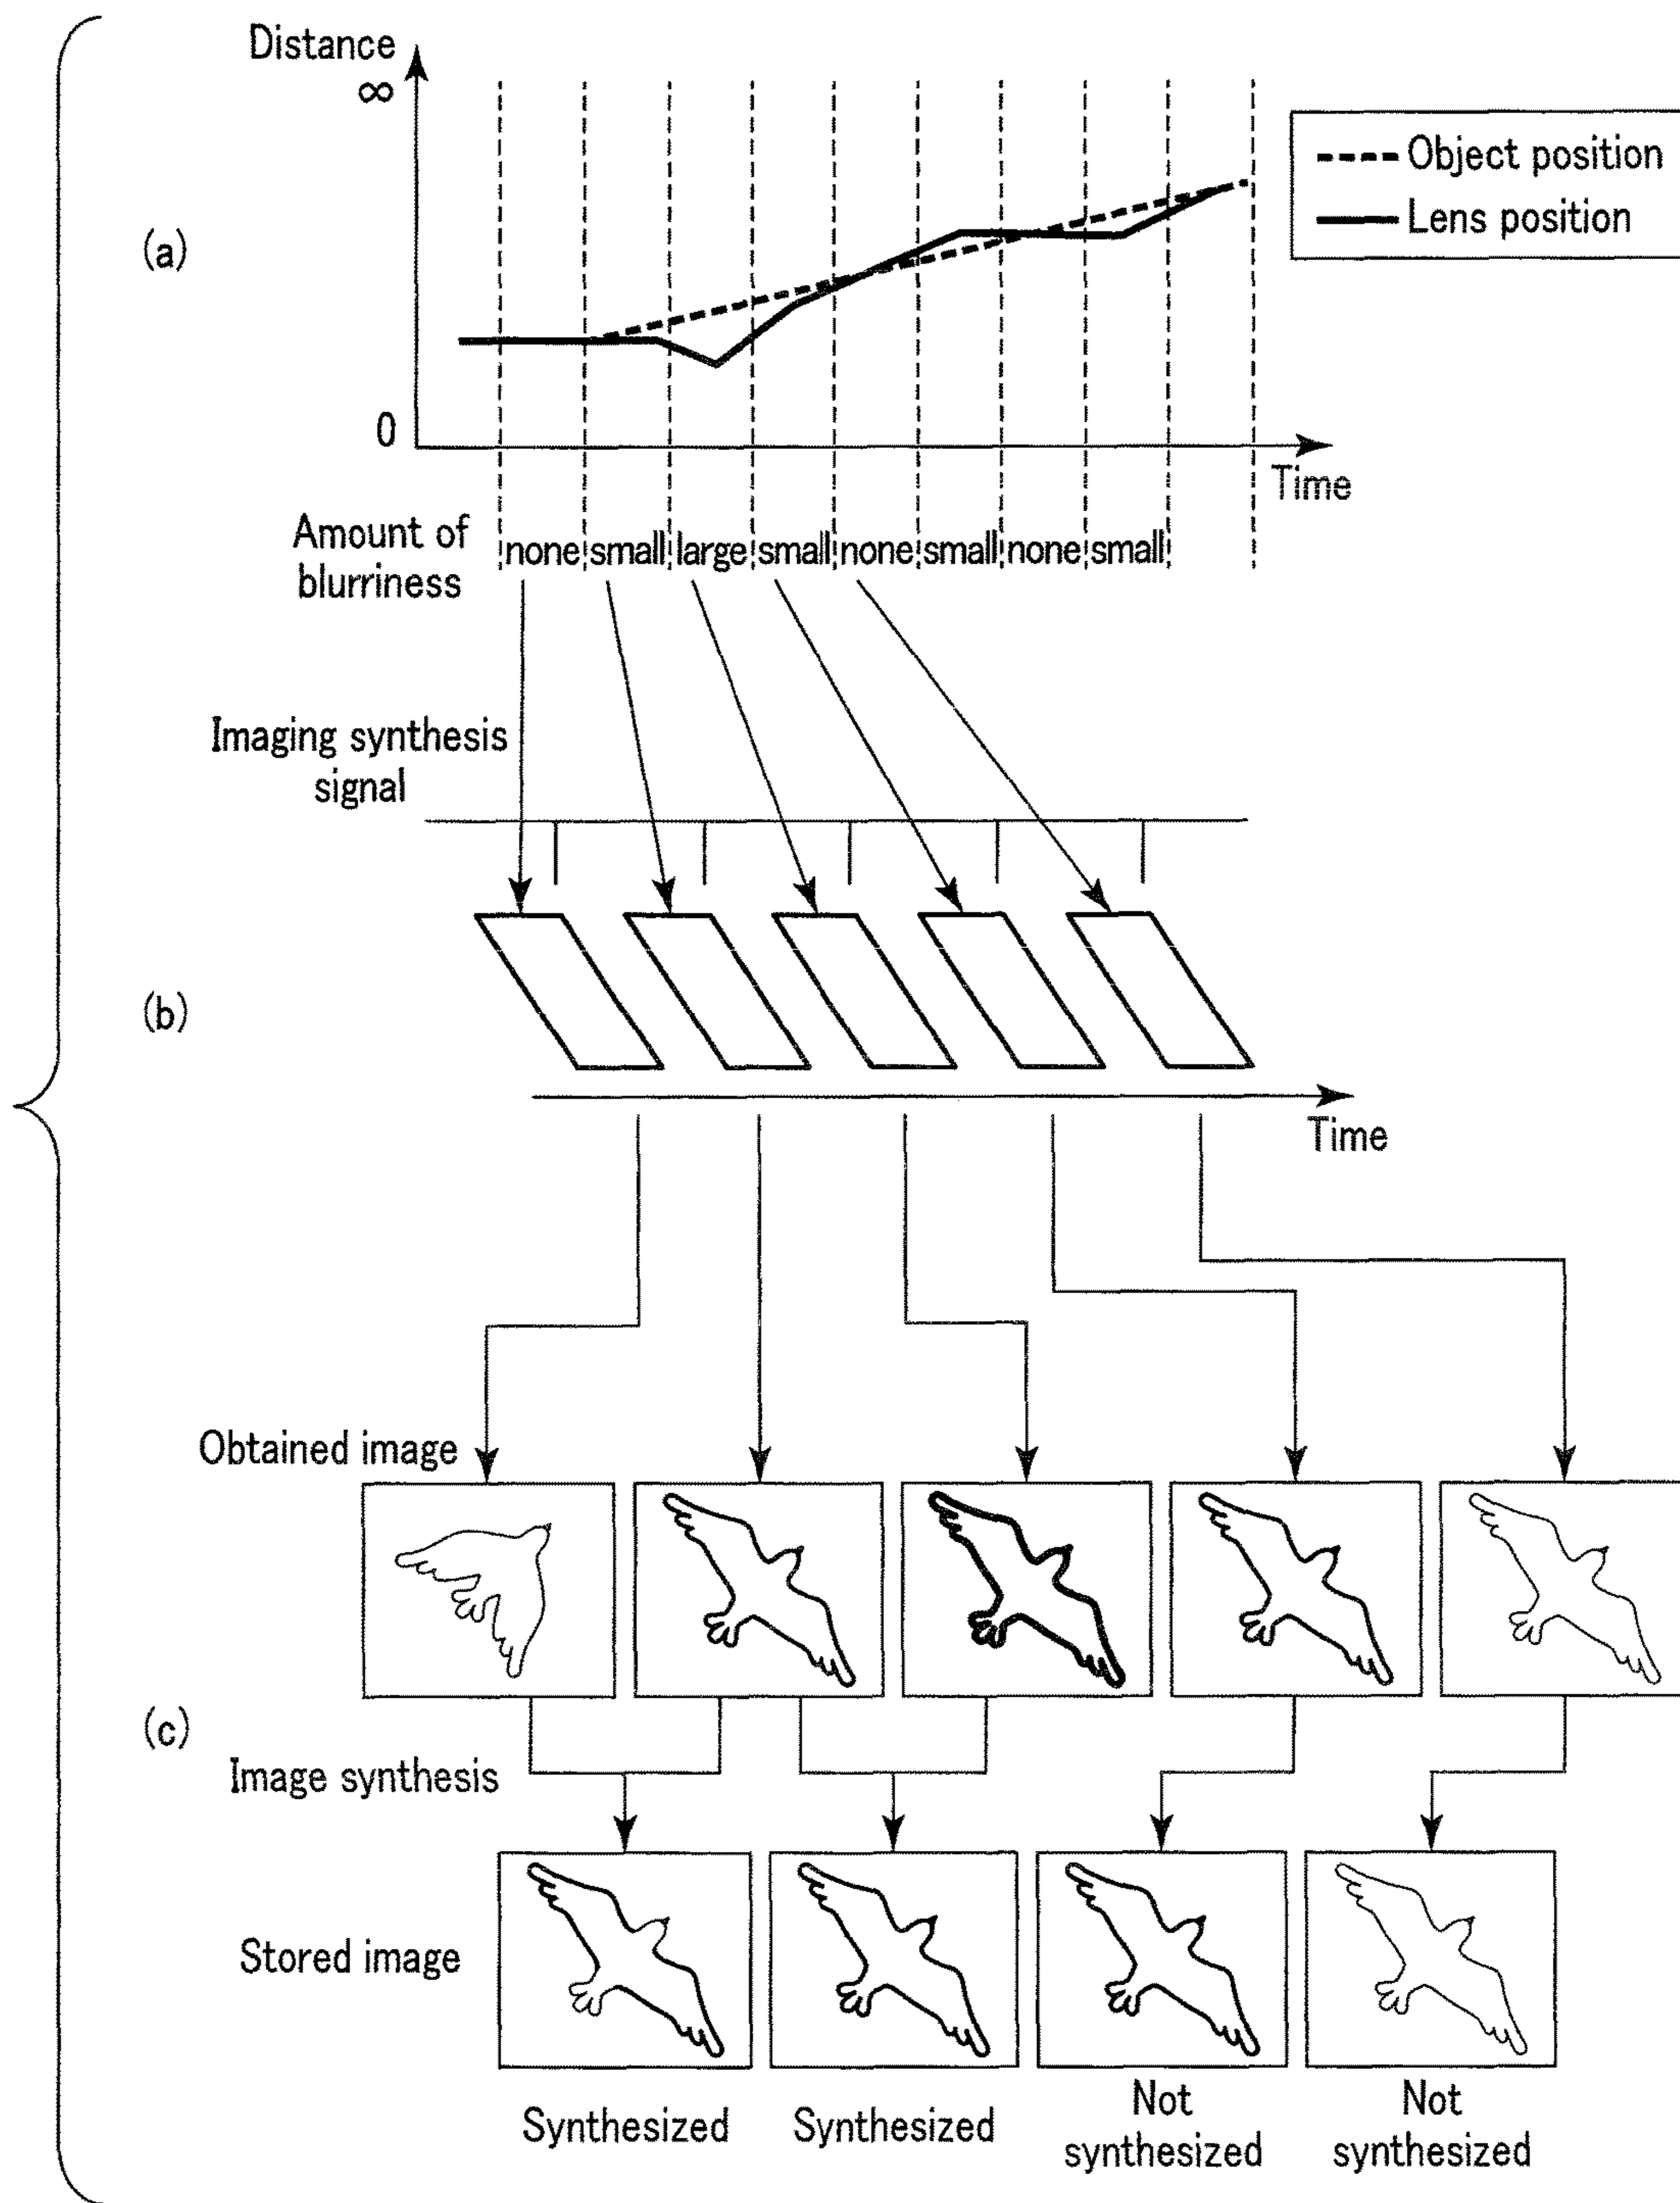 Distance
∞
Object position
Lens position
(a)
0
Time
Amount of
blurriness
none small large small none small none small
Imaging synthesis
signal
(b)
Time
Obtained image
(c)
Image synthesis
Stored image
Synthesized
Synthesized
Not
synthesized
Not
synthesized